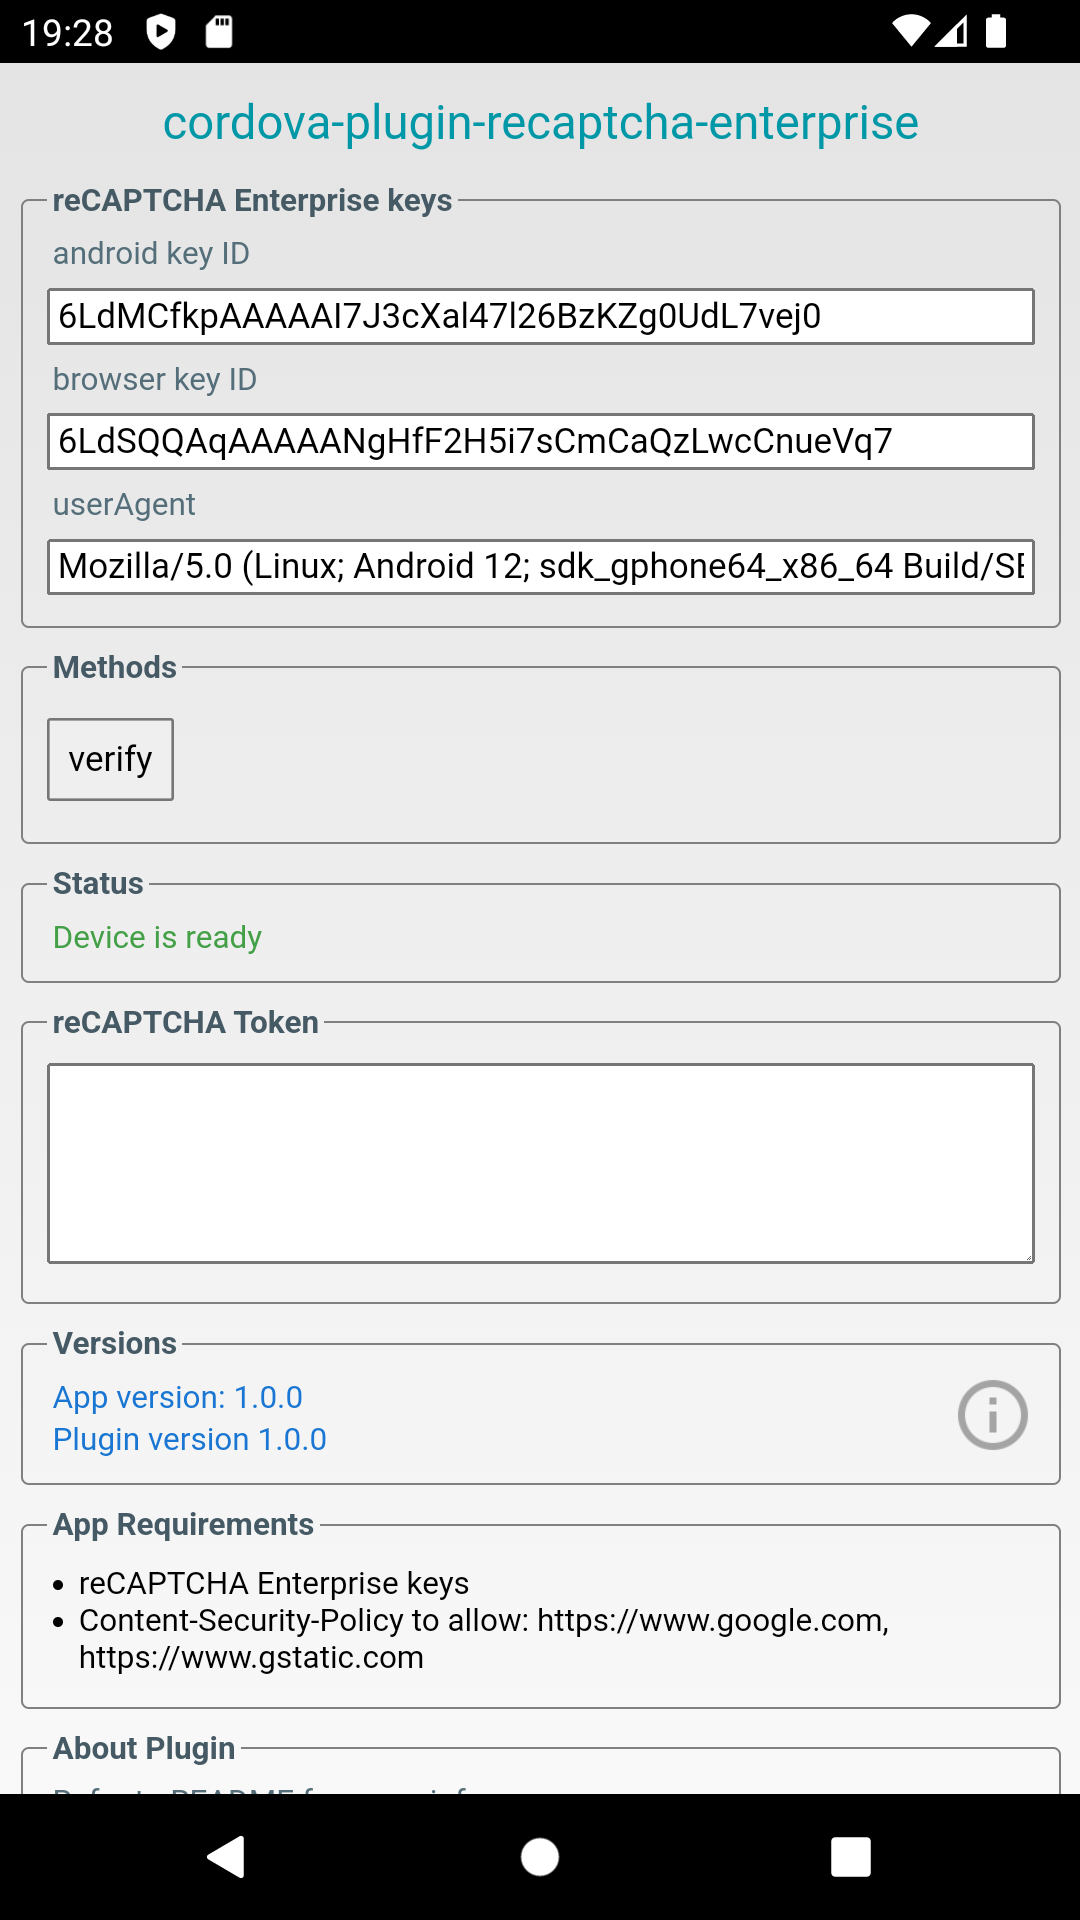 19:28
cordova-plugin-recaptcha-enterprise
reCAPTCHA Enterprise keys
android key ID
6LdMCfkpAAAAAI7J3cXal47l26BzKZg0UdL7vej0
browser key ID
6LdSQQAqAAAAANgHfF2H5i7sCmCaQzLwcCnueVq7
userAgent
Mozilla/5.0 (Linux; Android 12; sdk_gphone64_x86_64 Build/SE
Methods
verify
Status
Device is ready
reCAPTCHA Token
Versions
App version: 1.0.0
Plugin version 1.0.0
App Requirements
• reCAPTCHA Enterprise keys
• Content-Security-Policy to allow: https://www.google.com,
https://www.gstatic.com
About Plugin